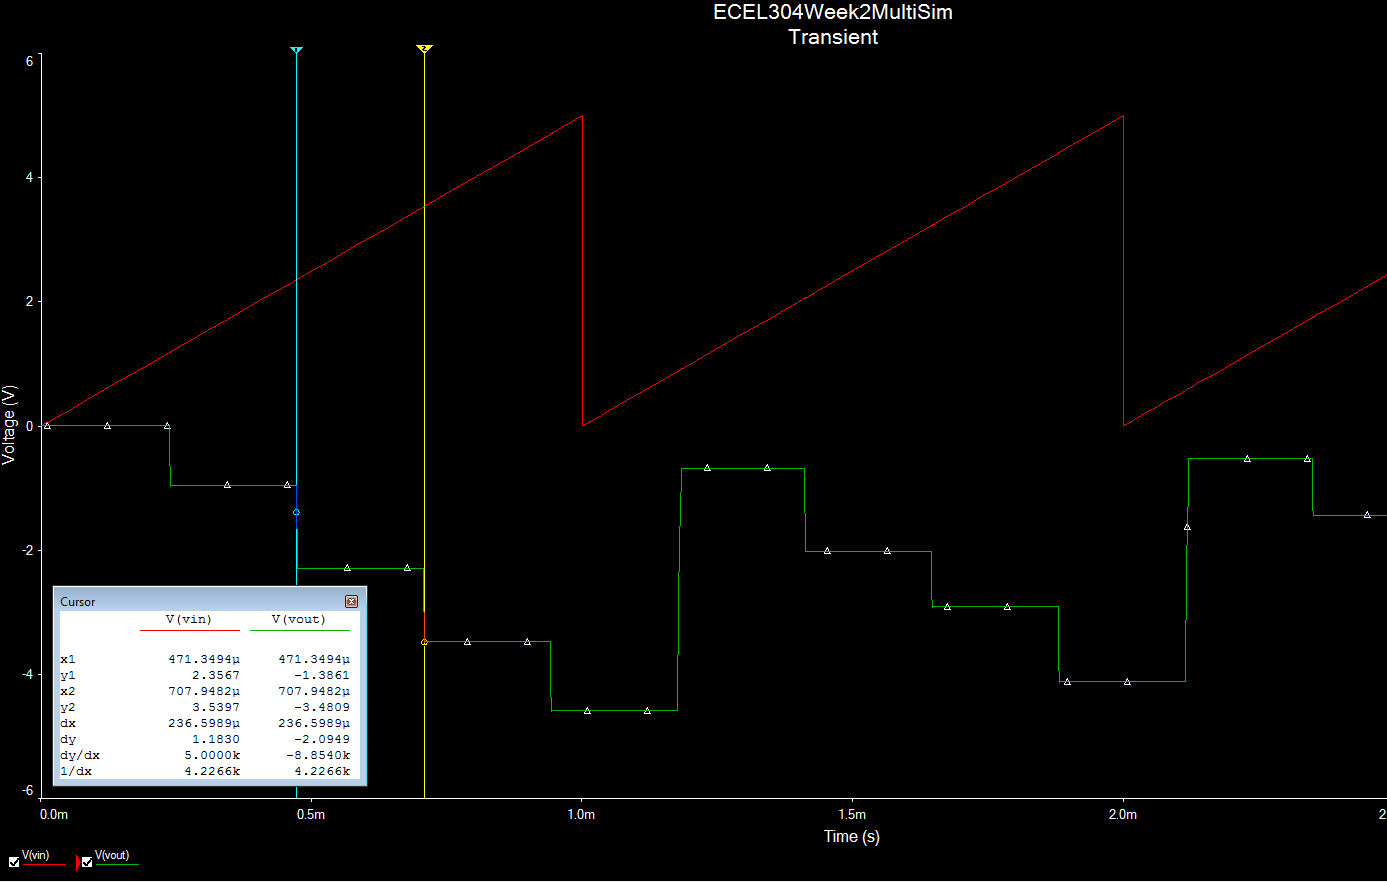 ECEL304Week2MultiSim
Transient
1
2
6
4
2
0
-2
-4
-6
Voltage (V)
Cursor
V(vin) V(vout)
x1 471.3494µ 471.3494µ
y1 2.3567 -1.3861
x2 707.9482µ 707.9482µ
y2 3.5397 -3.4809
dx 236.5989µ 236.5989µ
dy 1.1830 -2.0949
dy/dx 5.0000k -8.8540k
1/dx 4.2266k 4.2266k
0.0m 0.5m 1.0m 1.5m 2.0m 2
Time (s)
V(vin) V(vout)